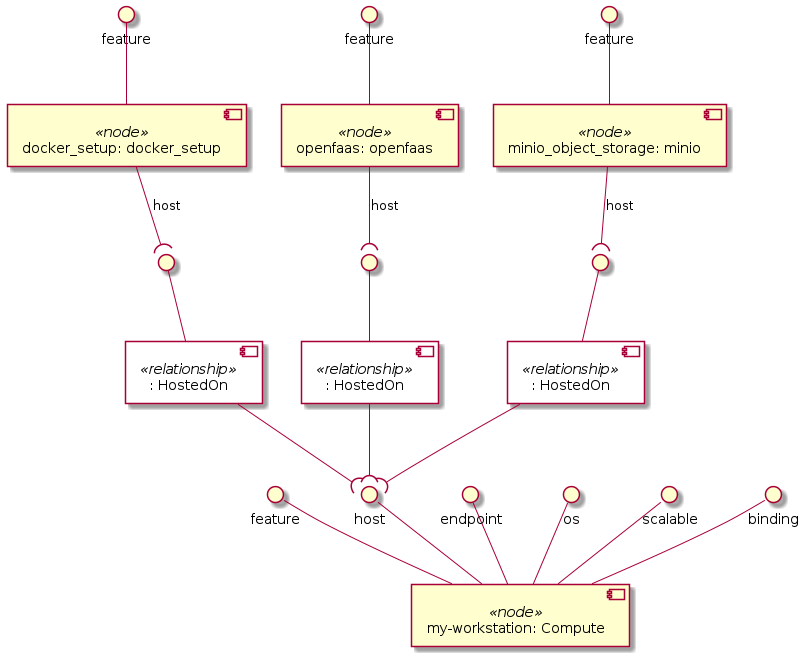 feature
feature
feature
«node»
docker_setup: docker_setup
«node»
openfaas: openfaas
«node»
minio_object_storage: minio
host
host
host
«relationship»
: HostedOn
«relationship»
: HostedOn
«relationship»
: HostedOn
feature
host
endpoint
os
scalable
binding
«node»
my-workstation: Compute